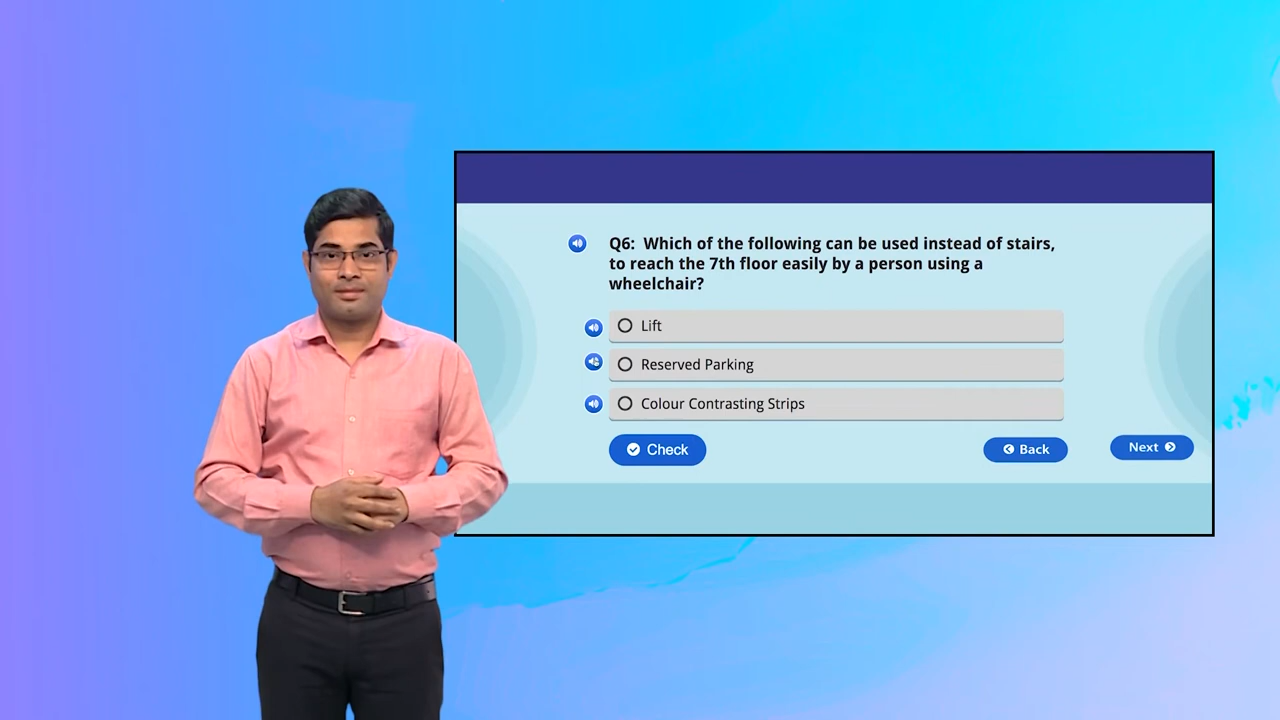 Q6: Which of the following can be used instead of stairs,
to reach the 7th floor easily by a person using a
wheelchair?
Lift
Reserved Parking
Colour Contrasting Strips
Check
Back
Next